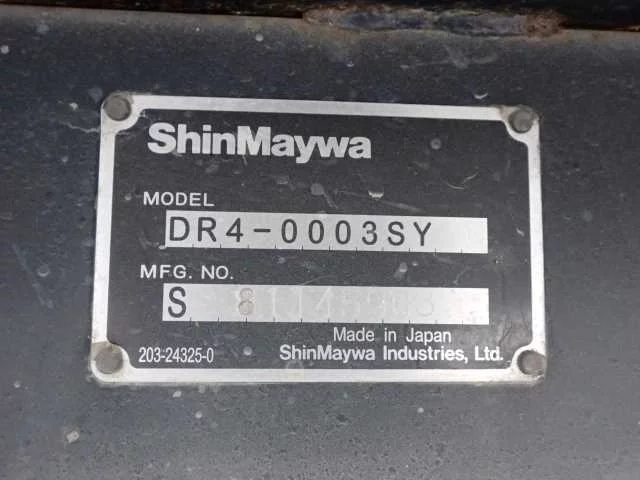 ShinMaywa
MODEL
DR4-0003SY
MFG. NO.
S
Made in Japan
203-24325-0 ShinMaywa Industries, Ltd.